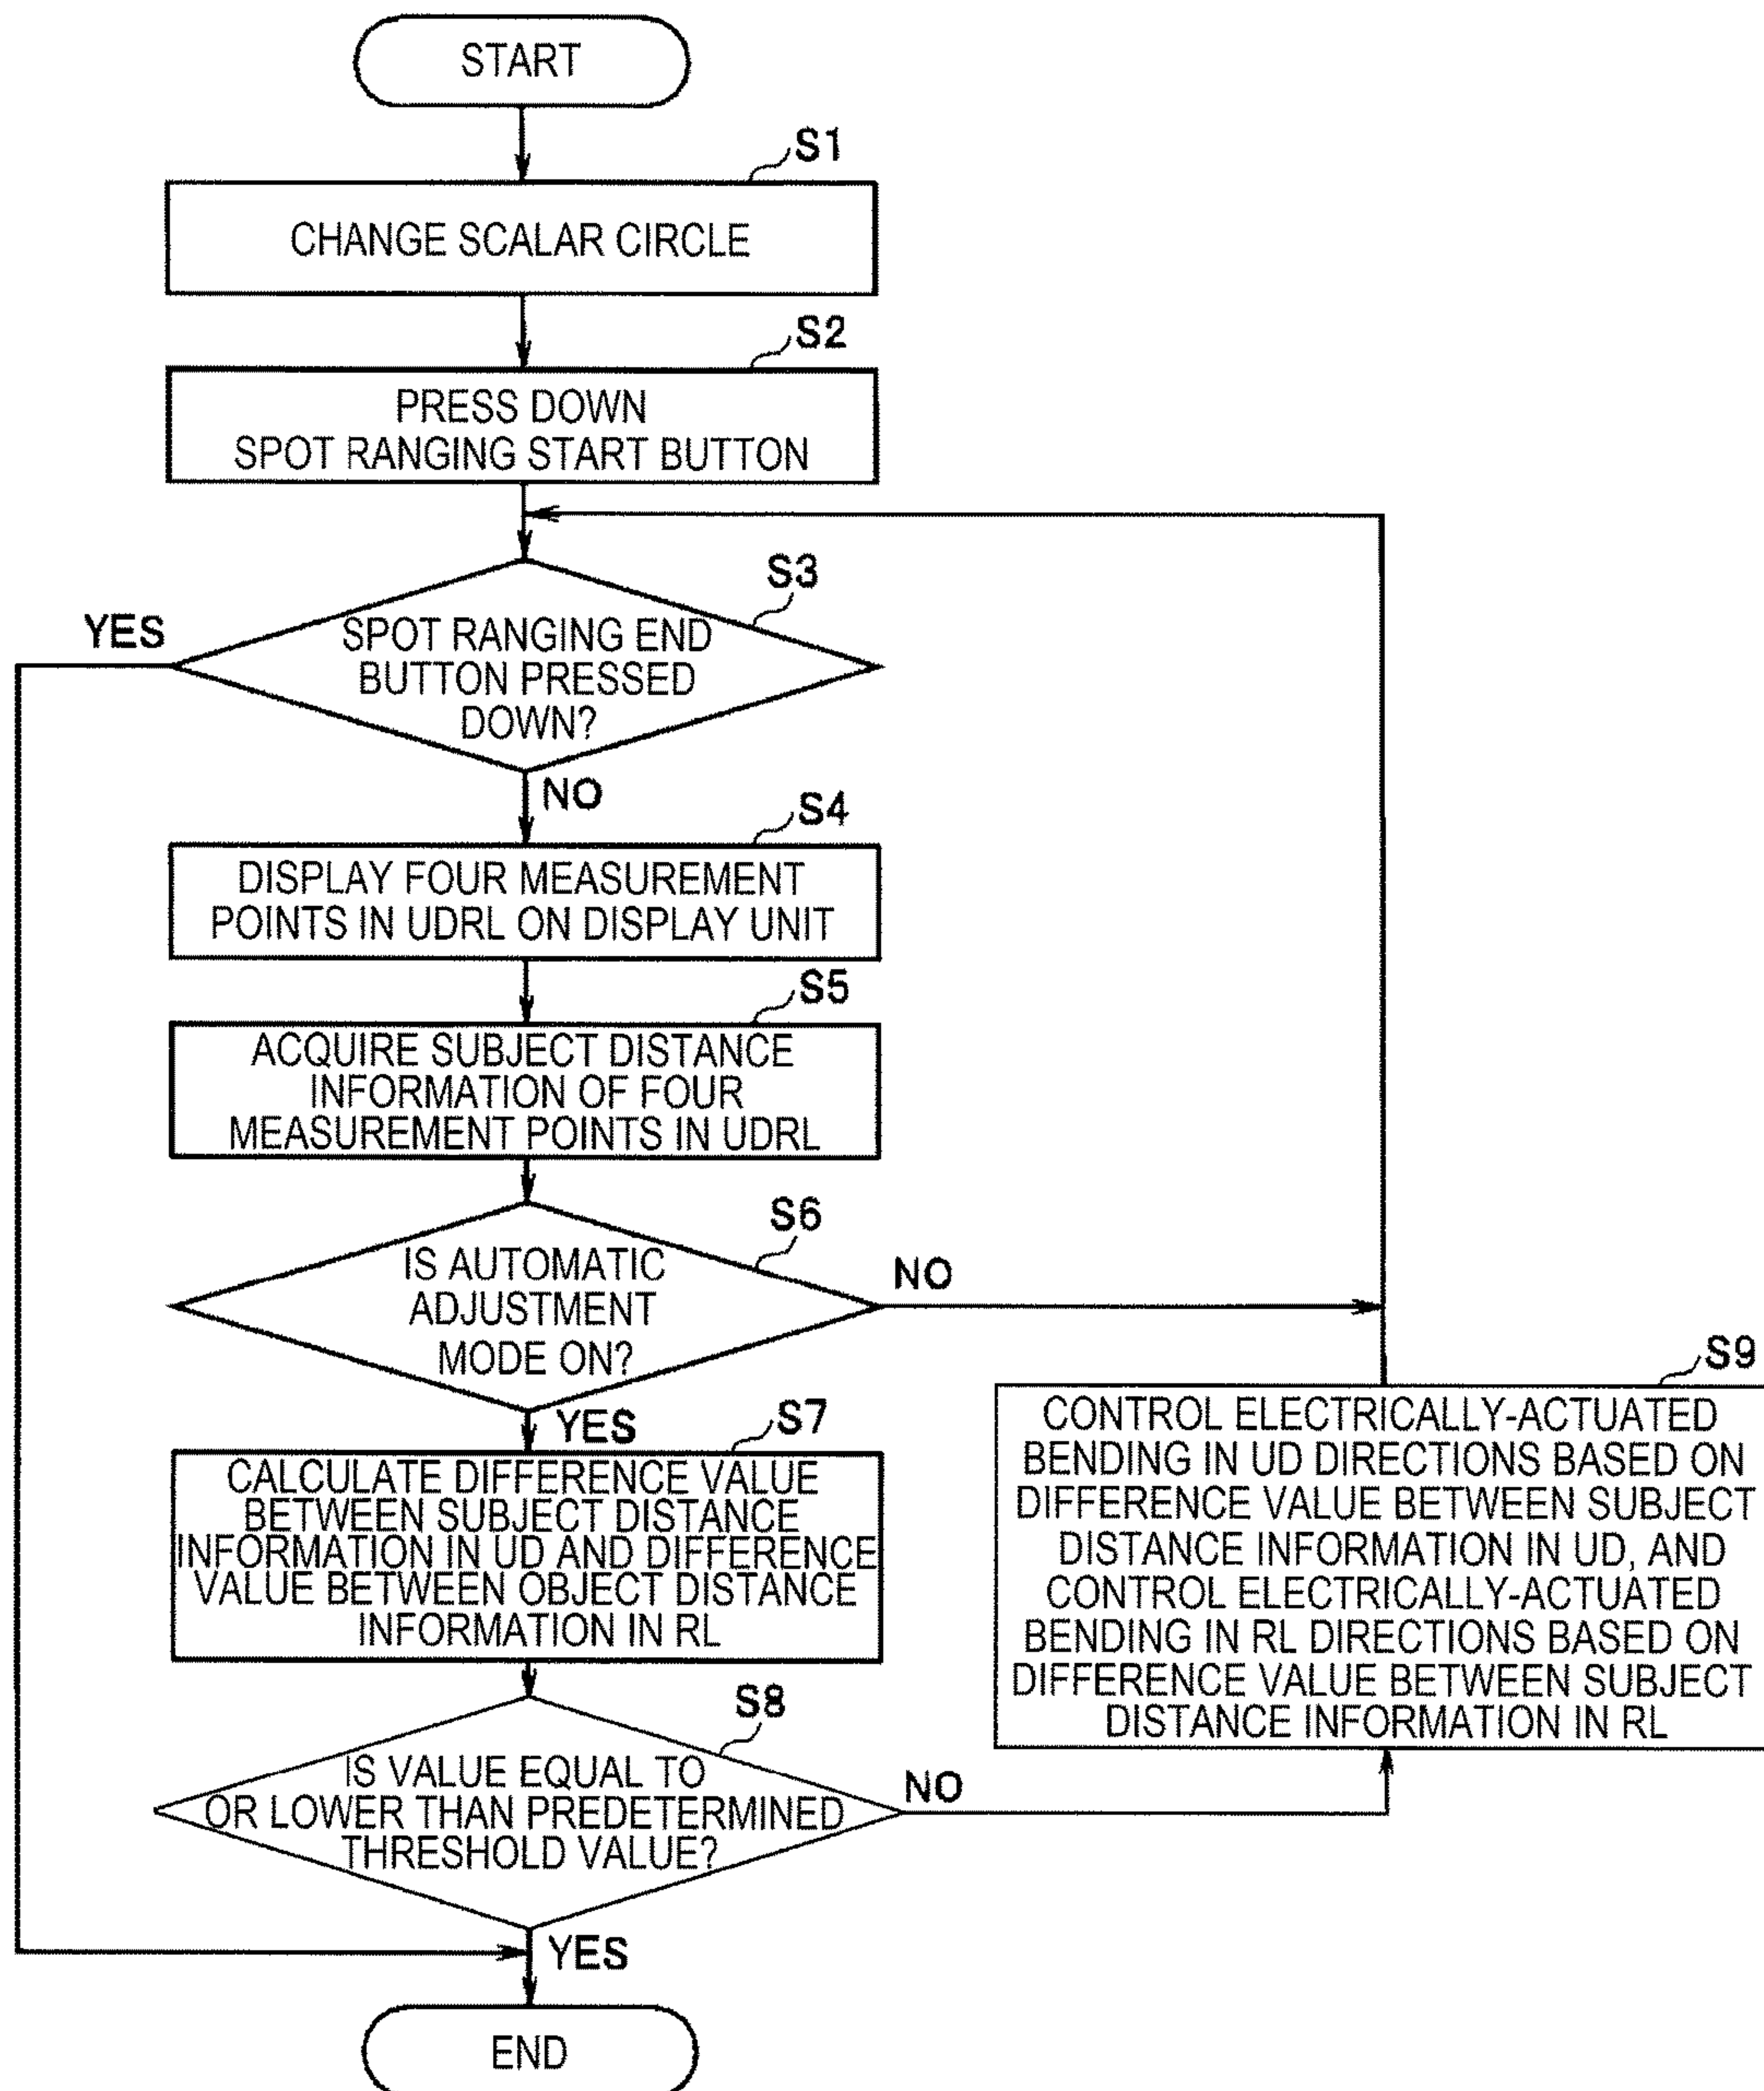 START
S1
CHANGE SCALAR CIRCLE
S2
PRESS DOWN
SPOT RANGING START BUTTON
S3
YES
SPOT RANGING END
BUTTON PRESSED
DOWN?
NO
S4
DISPLAY FOUR MEASUREMENT
POINTS IN UDRL ON DISPLAY UNIT
S5
ACQUIRE SUBJECT DISTANCE
INFORMATION OF FOUR
MEASUREMENT POINTS IN UDRL
S6
IS AUTOMATIC
ADJUSTMENT
MODE ON?
NO
YES
S7
CALCULATE DIFFERENCE VALUE
BETWEEN SUBJECT DISTANCE
INFORMATION IN UD AND DIFFERENCE
VALUE BETWEEN OBJECT DISTANCE
INFORMATION IN RL
S8
IS VALUE EQUAL TO
OR LOWER THAN PREDETERMINED
THRESHOLD VALUE?
NO
YES
S9
CONTROL ELECTRICALLY-ACTUATED
BENDING IN UD DIRECTIONS BASED ON
DIFFERENCE VALUE BETWEEN SUBJECT
DISTANCE INFORMATION IN UD, AND
CONTROL ELECTRICALLY-ACTUATED
BENDING IN RL DIRECTIONS BASED ON
DIFFERENCE VALUE BETWEEN SUBJECT
DISTANCE INFORMATION IN RL
END